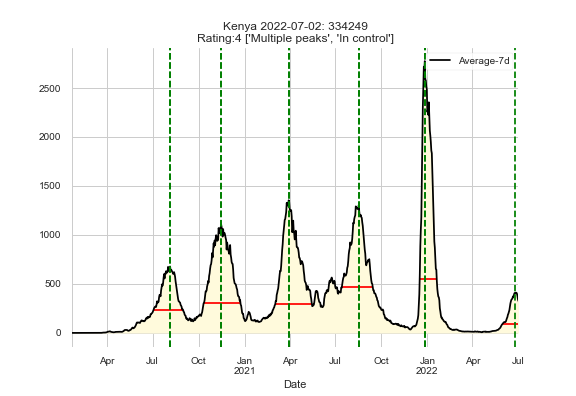 Kenya 2022-07-02: 334249
Rating:4 ['Multiple peaks', 'In control']
Average-7d
2500
2000
1500
1000
500
0
Apr Jul Oct Jan Apr Jul Oct Jan Apr Jul
2021 2022
Date